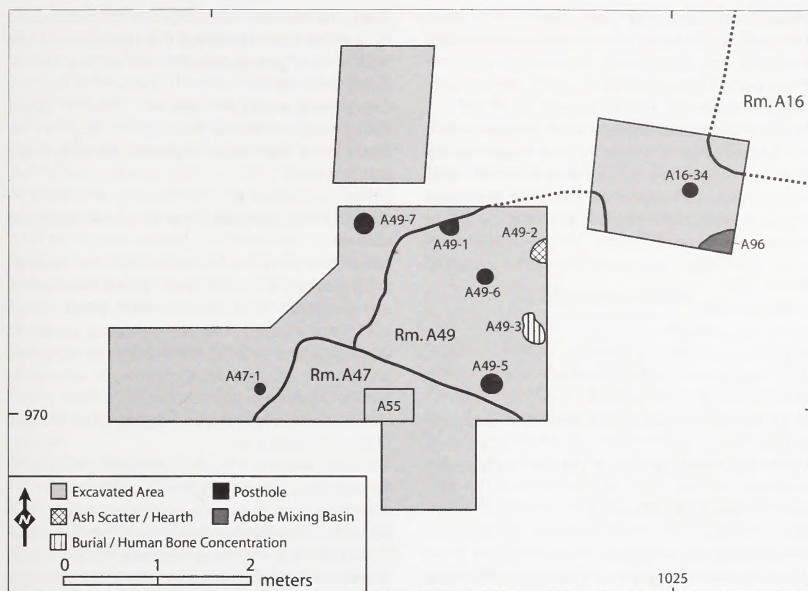 Rm. A16
A16-34
A96
A49-7
A49-1
A49-2
A49-6
A49-3
Rm. A49
A49-5
Rm. A47
A47-1
A55
970
N
Excavated Area
Posthole
Ash Scatter / Hearth
Adobe Mixing Basin
Burial / Human Bone Concentration
0 1 2
meters
1025